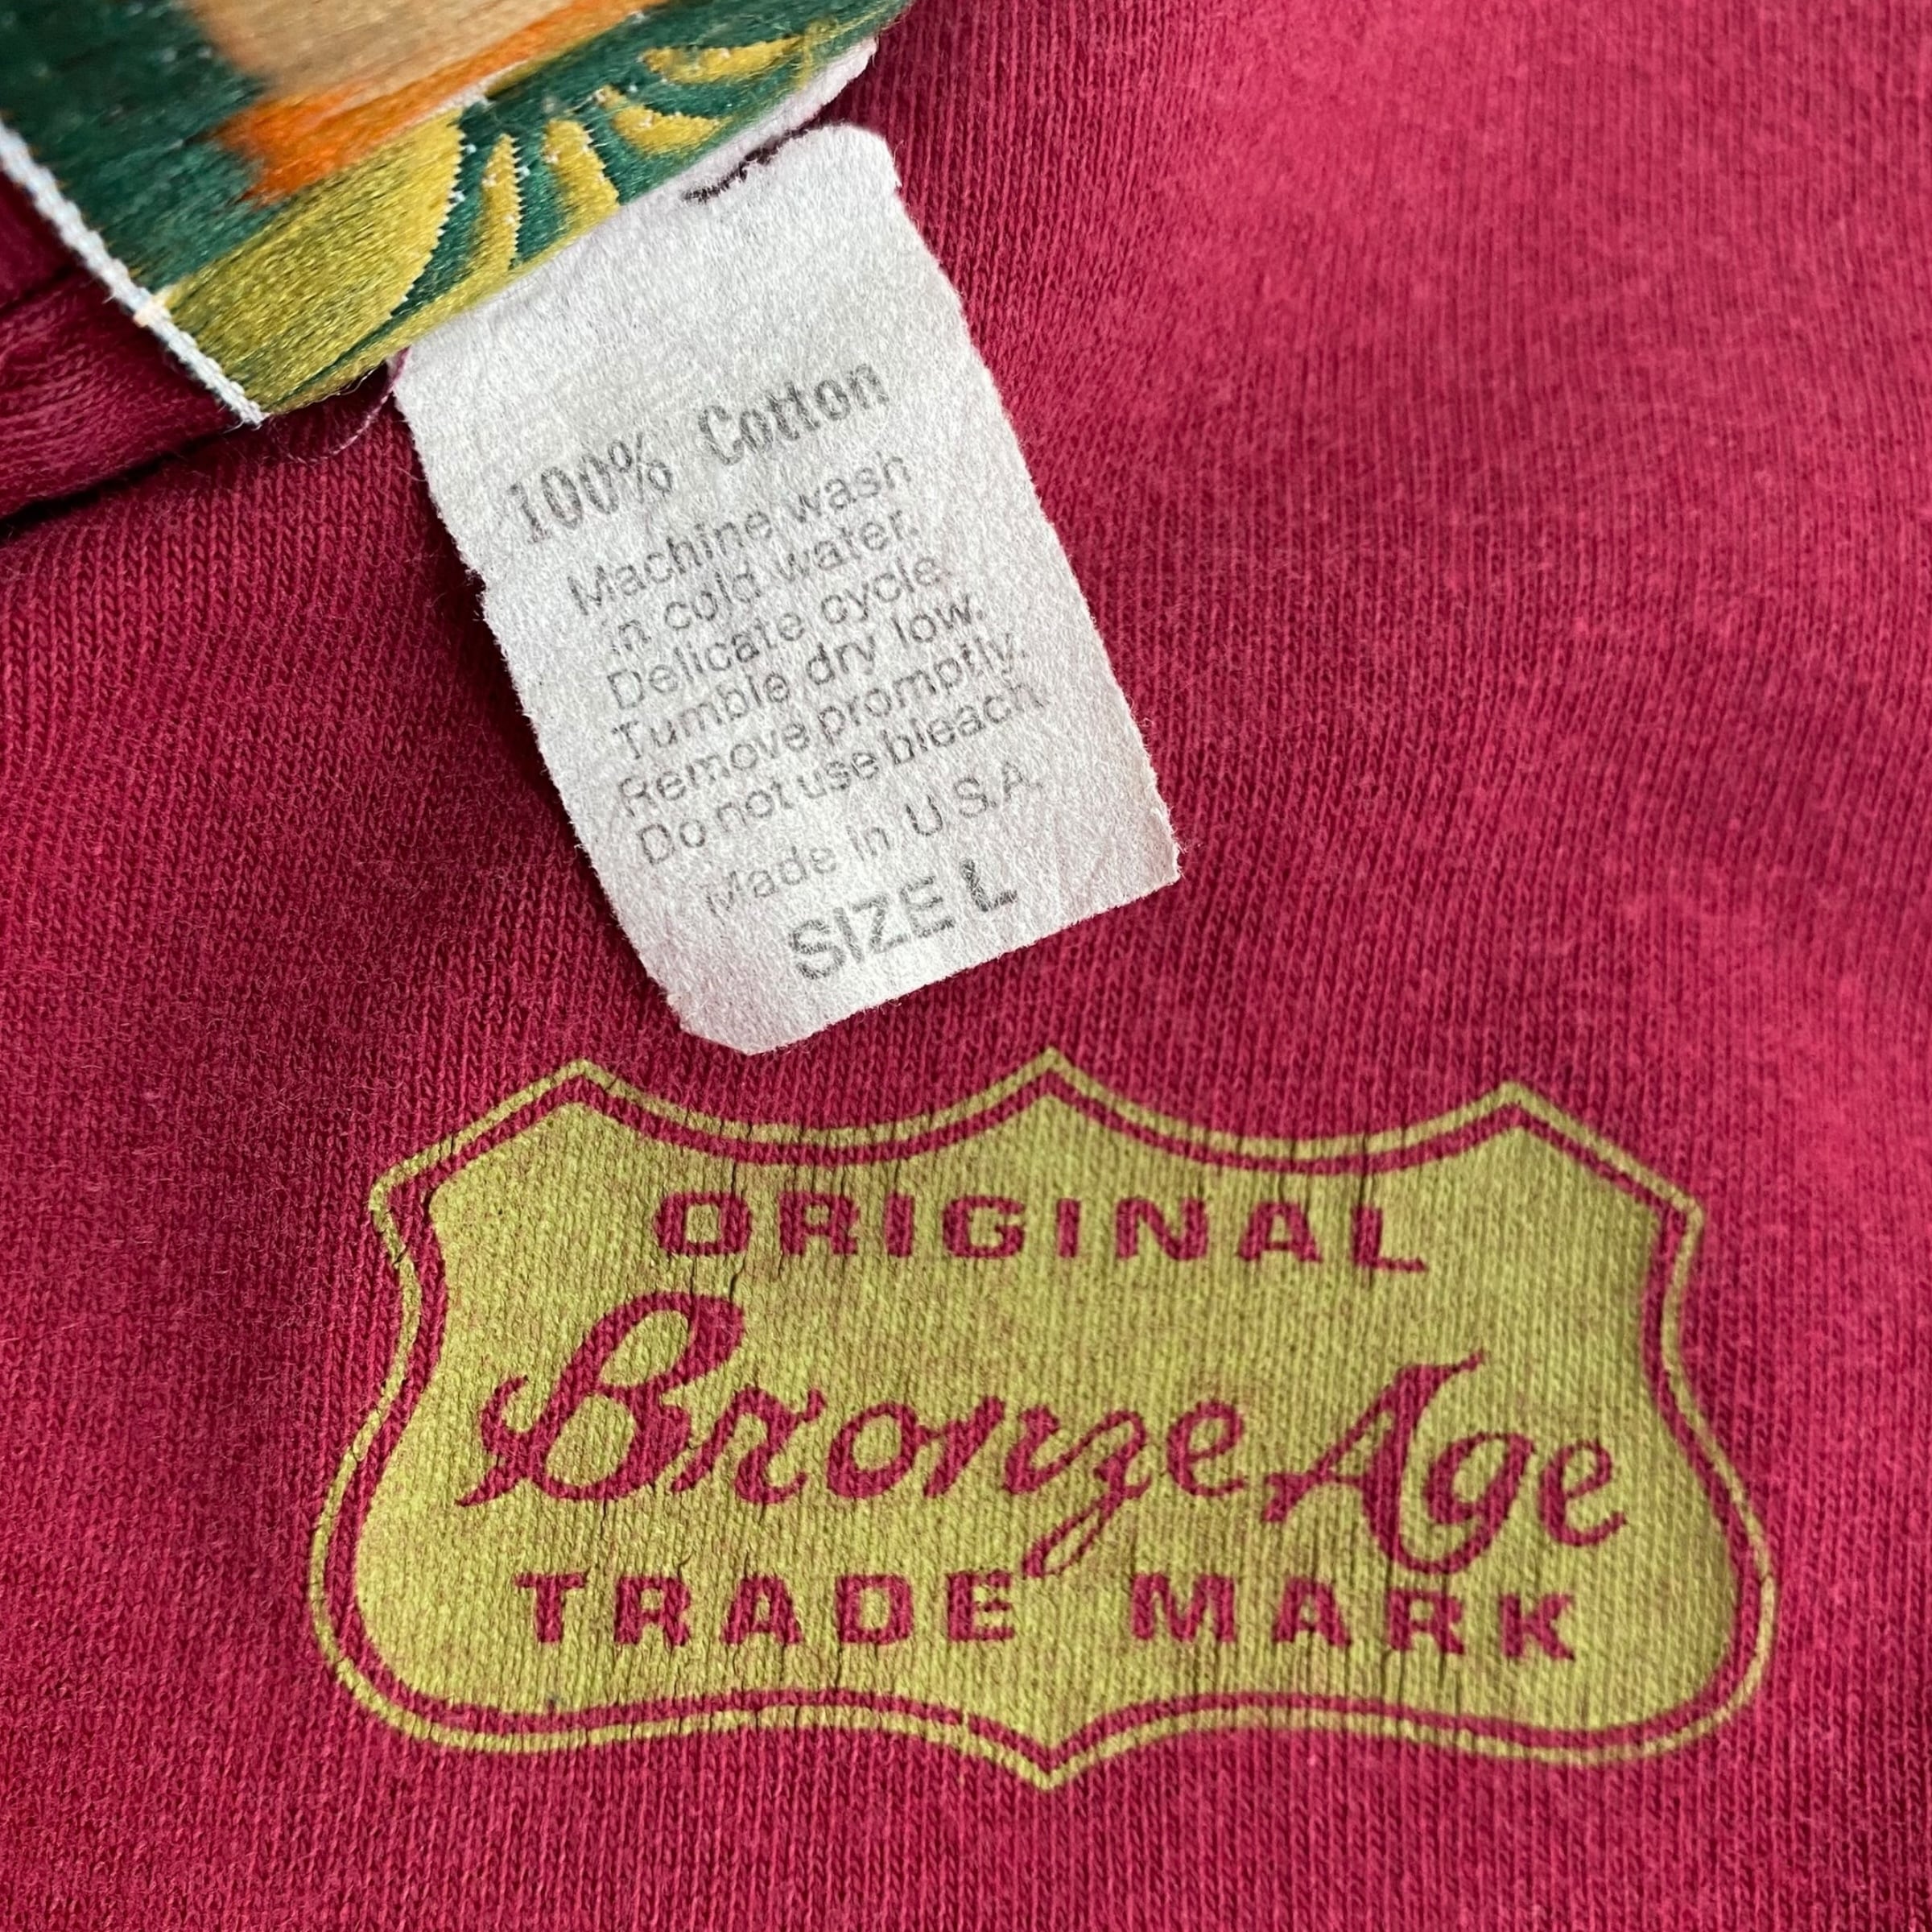 100% Cotton
Machine wash
in cold water.
Delicate cycle.
Tumble dry low.
Remove promptly.
Do not use bleach
Made in U.S.A.
SIZE L
ORIGINAL
Bronze Age
TRADE MARK